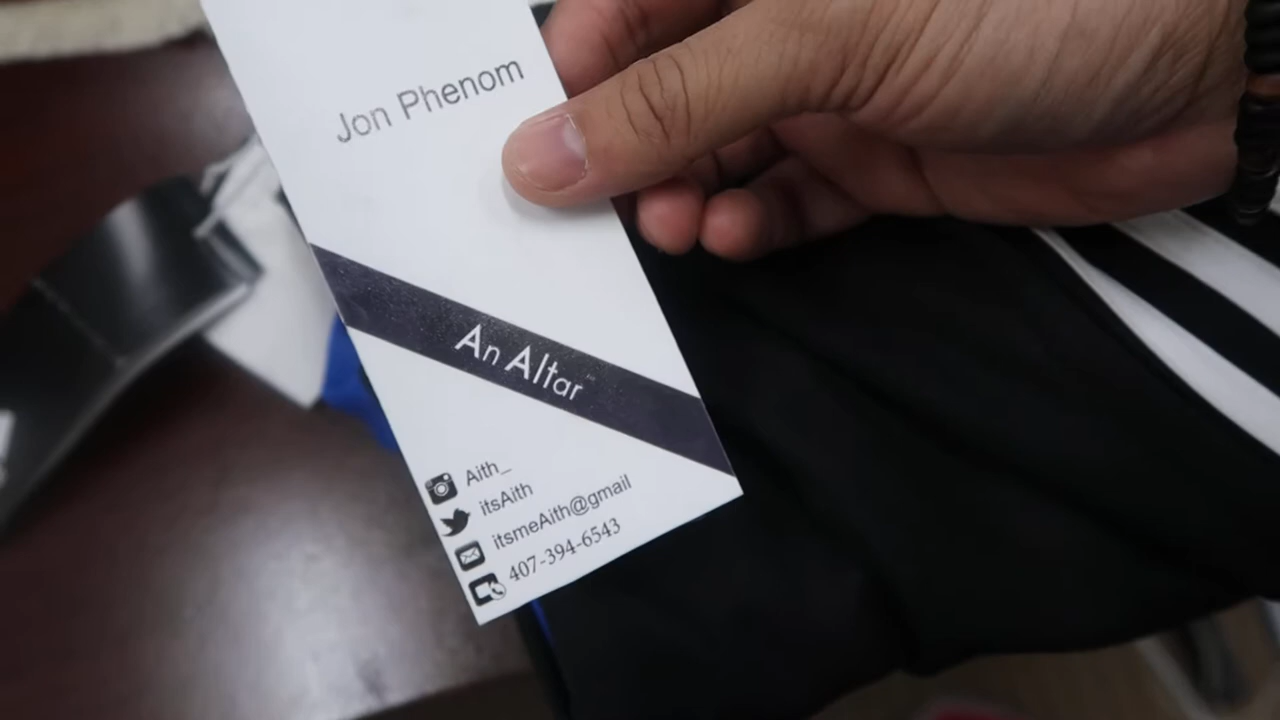 Jon Phenom
An Altar
Aith_
itsAith
itsmeAith@gmail
407-394-6543